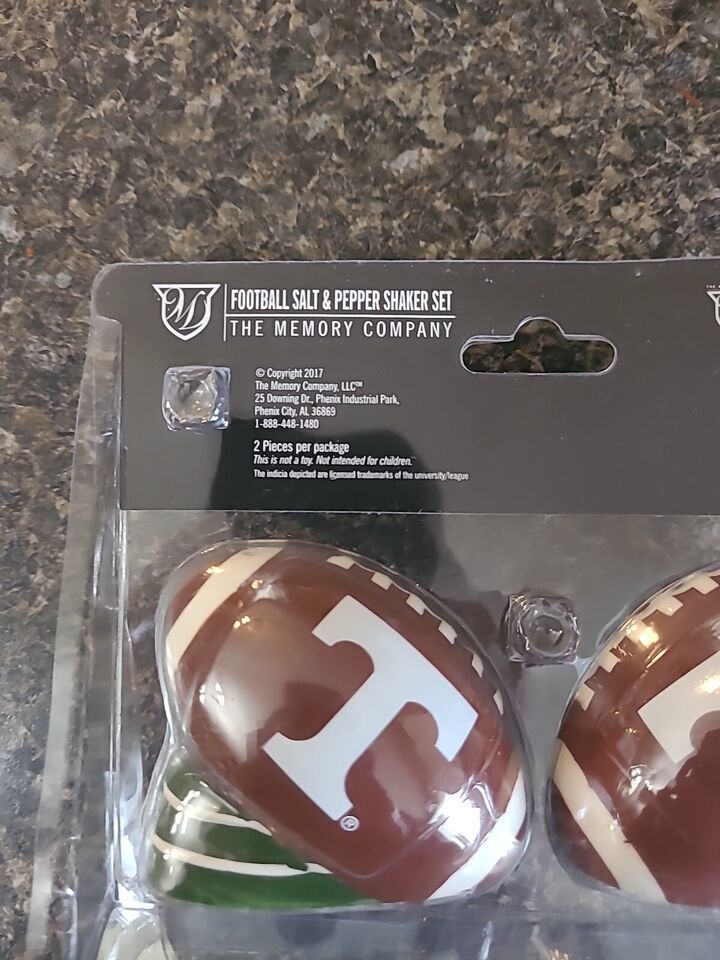 M
FOOTBALL SALT & PEPPER SHAKER SET
THE MEMORY COMPANY
© Copyright 2017
The Memory Company, LLC™
25 Downing Dr., Phenix Industrial Park,
Phenix City, AL 36869
1-888-448-1480
2 Pieces per package
This is not a toy. Not intended for children.
The indicia depicted are licensed trademarks of the university/league
T
®